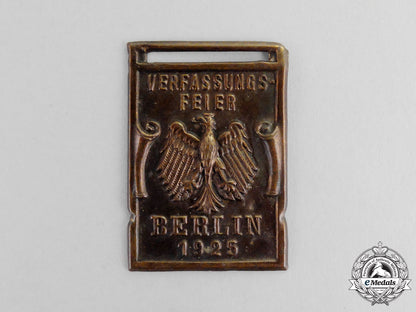 VERFASSUNGS-
FEIER
BERLIN
1925
eMedals